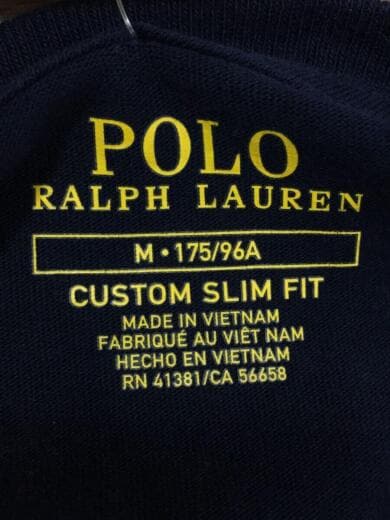 POLO
RALPH LAUREN
M • 175/96A
CUSTOM SLIM FIT
MADE IN VIETNAM
FABRIQUÉ AU VIÊT NAM
HECHO EN VIETNAM
RN 41381/CA 56658